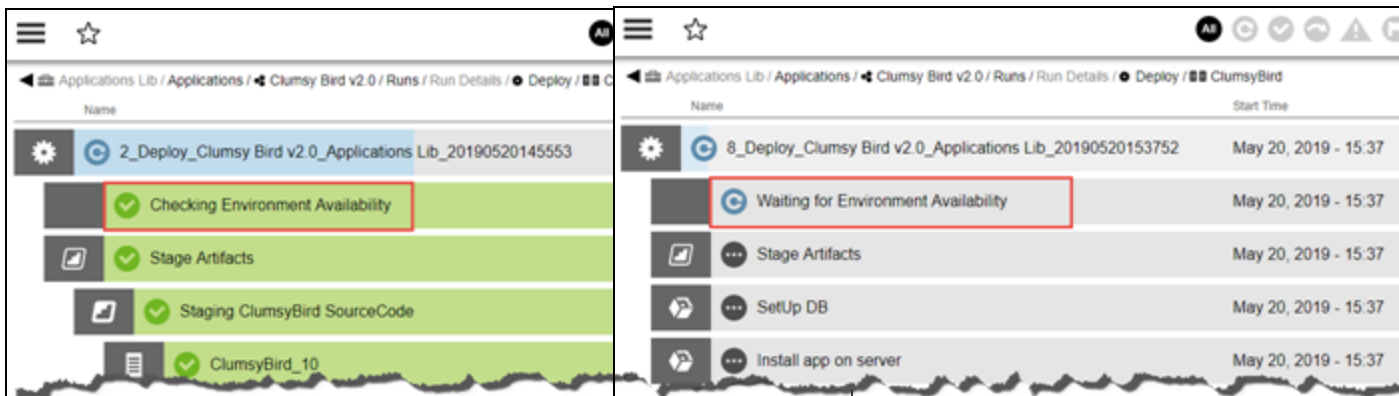 All
Applications Lib / Applications / Clumsy Bird v2.0 / Runs / Run Details / Deploy / C
Name
2_Deploy_Clumsy Bird v2.0_Applications Lib_20190520145553
Checking Environment Availability
Stage Artifacts
Staging ClumsyBird SourceCode
ClumsyBird_10
All
Applications Lib / Applications / Clumsy Bird v2.0 / Runs / Run Details / Deploy / ClumsyBird
Name Start Time
8_Deploy_Clumsy Bird v2.0_Applications Lib_20190520153752 May 20, 2019 - 15:37
Waiting for Environment Availability May 20, 2019 - 15:37
Stage Artifacts May 20, 2019 - 15:37
SetUp DB May 20, 2019 - 15:37
Install app on server May 20, 2019 - 15:37